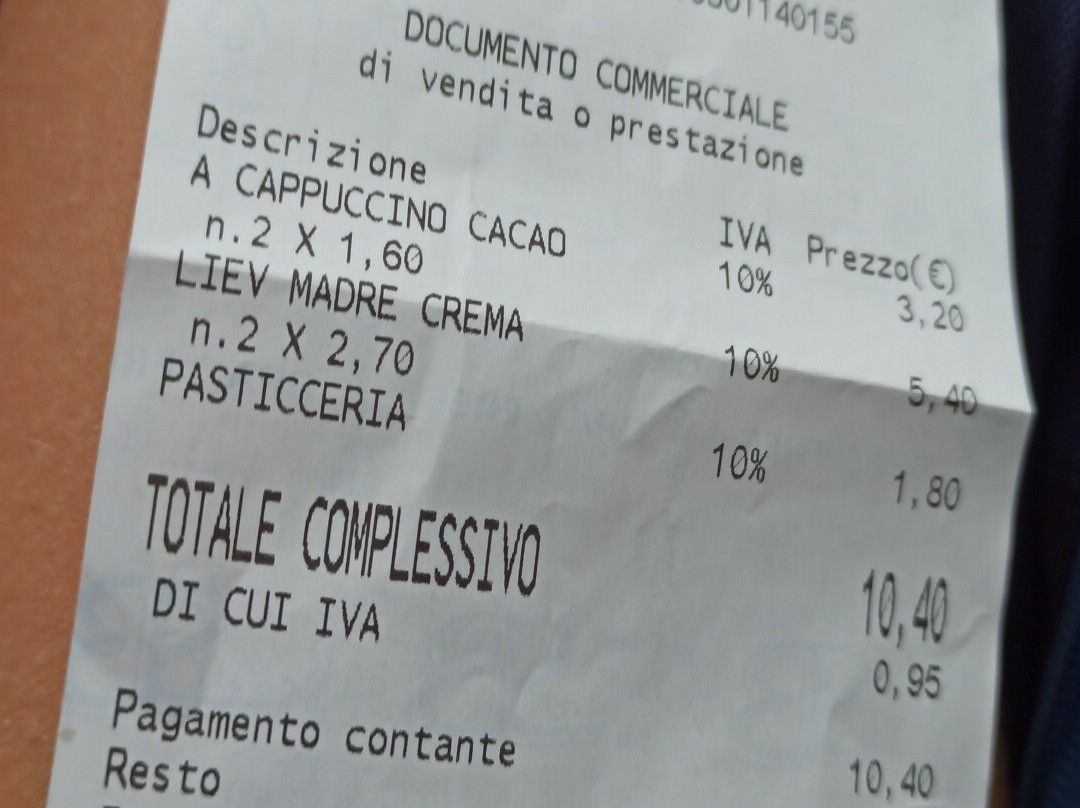 DOCUMENTO COMMERCIALE
di vendita o prestazione
Descrizione IVA Prezzo(€)
A CAPPUCCINO CACAO 10% 3,20
n.2 X 1,60
LIEV MADRE CREMA 10% 5,40
n.2 X 2,70
PASTICCERIA 10% 1,80
TOTALE COMPLESSIVO 10,40
DI CUI IVA 0,95
Pagamento contante 10,40
Resto